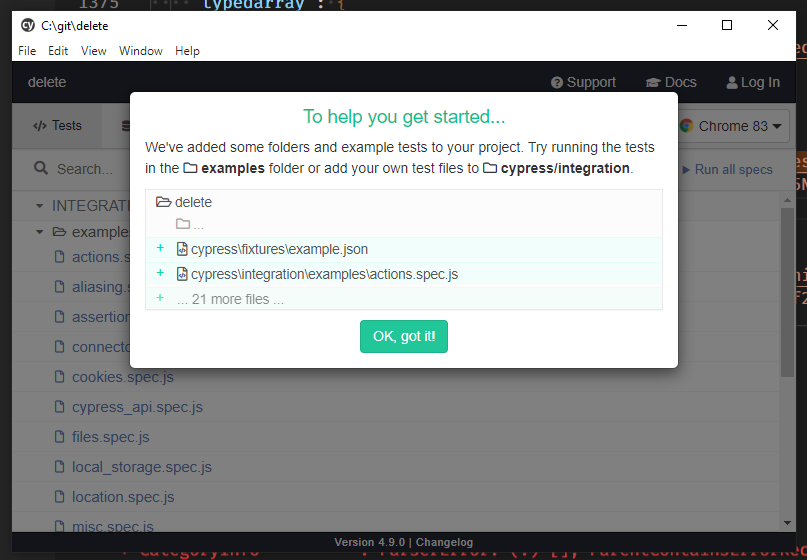 1375 typedarray : {
cy C:\git\delete
File Edit View Window Help
delete Support Docs Log In
Tests Chrome 83
To help you get started...
We've added some folders and example tests to your project. Try running the tests
in the examples folder or add your own test files to cypress/integration.
Search... Run all specs
delete
...
+ cypress\fixtures\example.json
+ cypress\integration\examples\actions.spec.js
+ ... 21 more files ...
OK, got it!
INTEGRATI
example
actions.s
aliasing.
assertion
connecto
cookies.spec.js
cypress_api.spec.js
files.spec.js
local_storage.spec.js
location.spec.js
misc.spec.js
Version 4.9.0 | Changelog